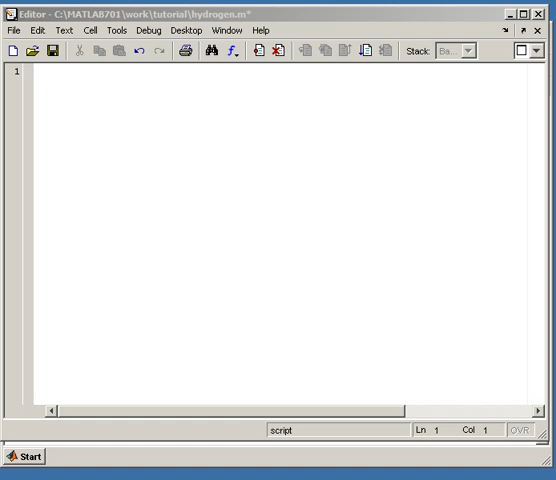 Editor - C:\MATLAB701\work\tutorial\hydrogen.m*
File Edit Text Cell Tools Debug Desktop Window Help
Stack: Ba...
1
script Ln 1 Col 1 OVR
Start